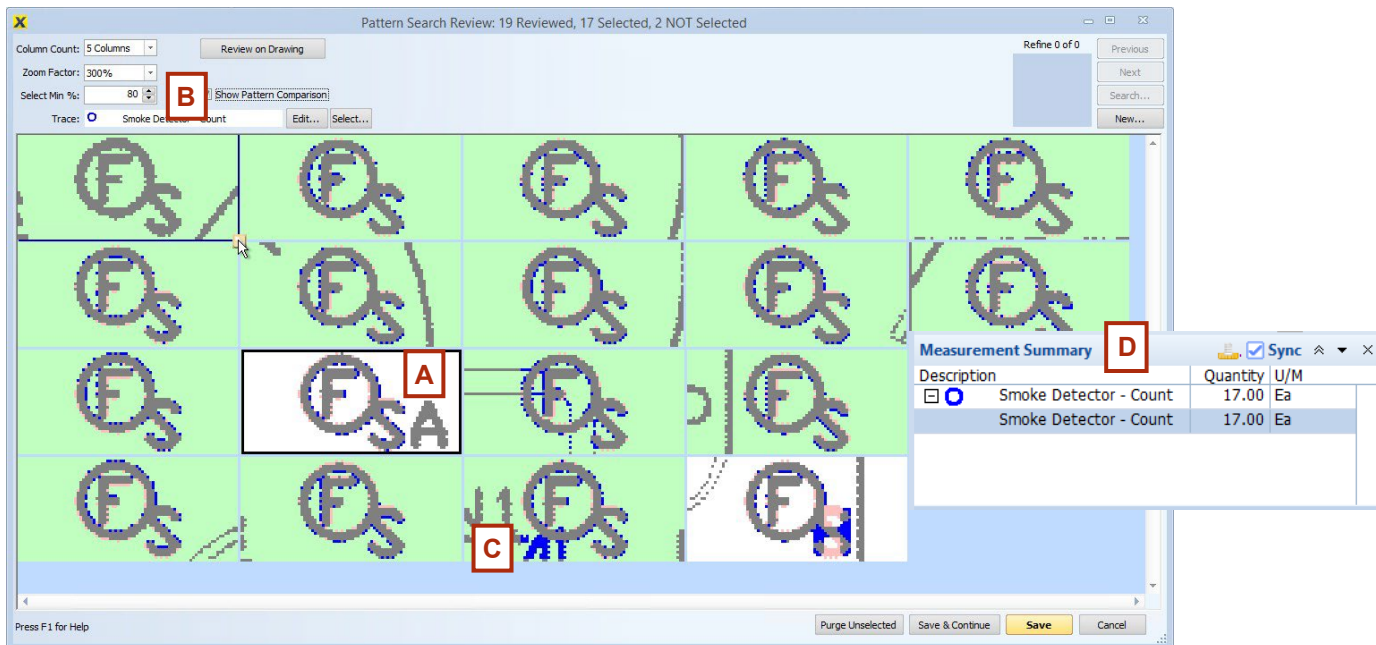 X Pattern Search Review: 19 Reviewed, 17 Selected, 2 NOT Selected
Column Count: 5 Columns Review on Drawing Refine 0 of 0 Previous
Zoom Factor: 300% Next
Select Min %: 80 B Show Pattern Comparison Search...
Trace: Smoke Detector - Count Edit... Select... New...
F S F S F S F S F S
F S F S F S F S F S
D
Measurement Summary Sync
Description Quantity U/M
Smoke Detector - Count 17.00 Ea
Smoke Detector - Count 17.00 Ea
F S F S A A F S F S
F S F S J1 F S C F S
Press F1 for Help Purge Unselected Save & Continue Save Cancel